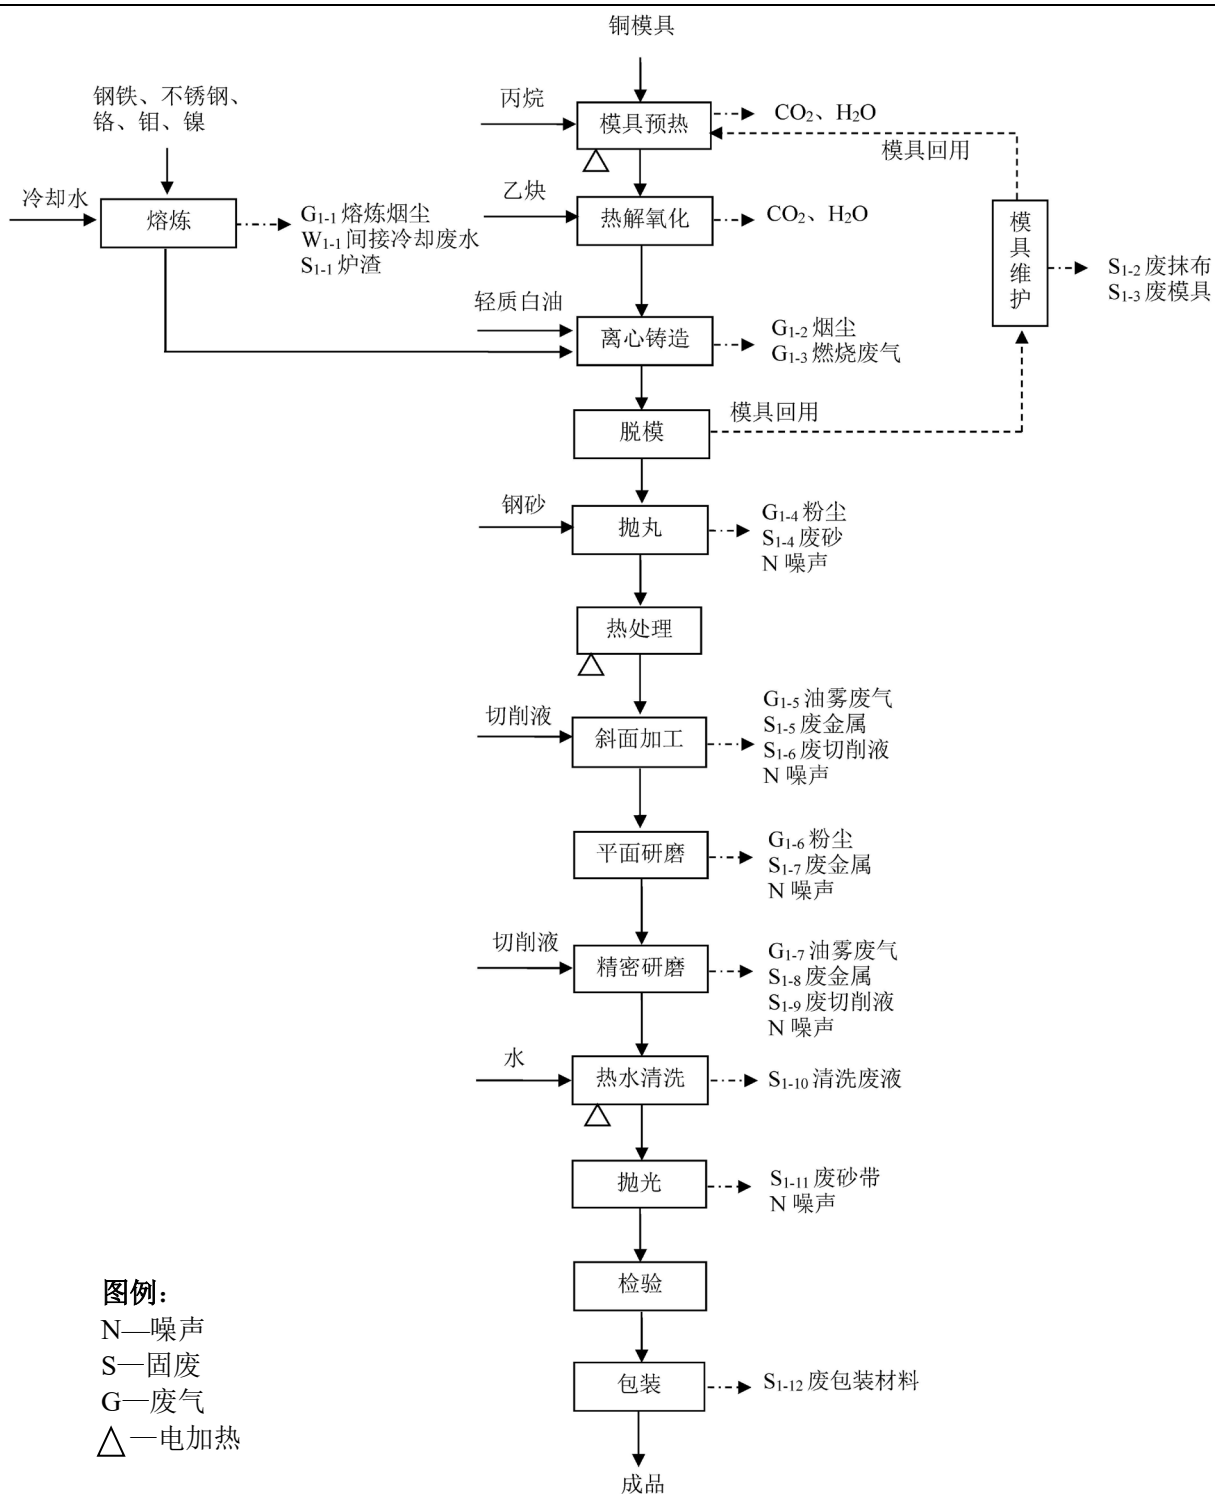 铜模具
钢铁、不锈钢、
铬、钼、镍
丙烷
模具预热
CO₂、H₂O
模具回用
冷却水
熔炼
G₁₋₁ 熔炼烟尘
W₁₋₁ 间接冷却废水
S₁₋₁ 炉渣
乙炔
热解氧化
CO₂、H₂O
模具维护
S₁₋₂ 废抹布
S₁₋₃ 废模具
轻质白油
离心铸造
G₁₋₂ 烟尘
G₁₋₃ 燃烧废气
脱模
模具回用
钢砂
抛丸
G₁₋₄ 粉尘
S₁₋₄ 废砂
N 噪声
热处理
切削液
斜面加工
G₁₋₅ 油雾废气
S₁₋₅ 废金属
S₁₋₆ 废切削液
N 噪声
平面研磨
G₁₋₆ 粉尘
S₁₋₇ 废金属
N 噪声
切削液
精密研磨
G₁₋₇ 油雾废气
S₁₋₈ 废金属
S₁₋₉ 废切削液
N 噪声
水
热水清洗
S₁₋₁₀ 清洗废液
抛光
S₁₋₁₁ 废砂带
N 噪声
检验
包装
S₁₋₁₂ 废包装材料
成品
图例：
N—噪声
S—固废
G—废气
△—电加热